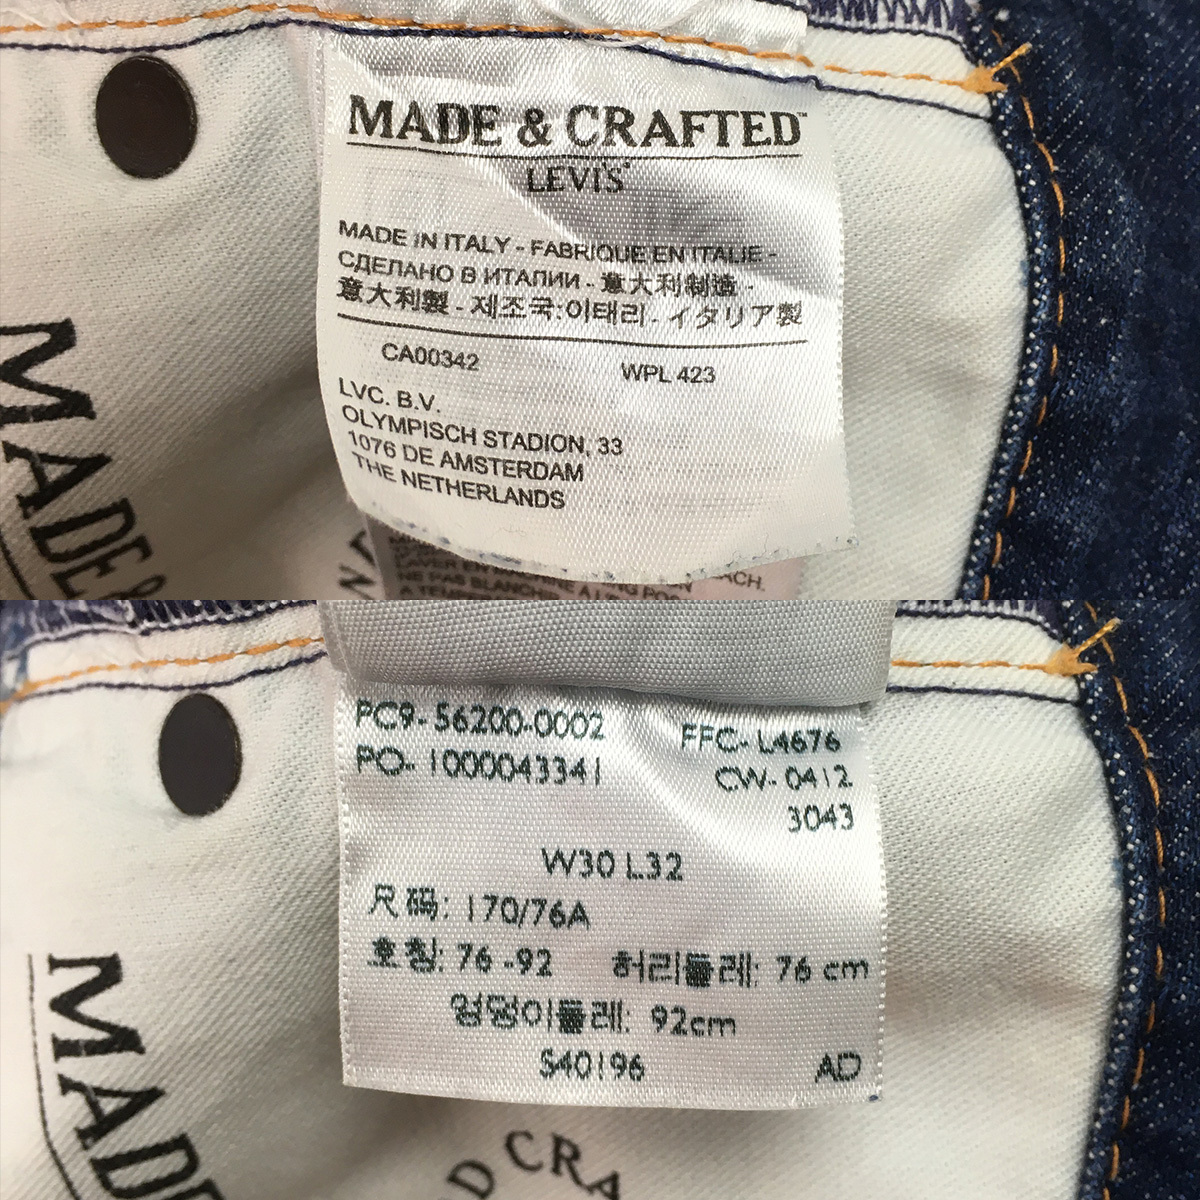 MADE & CRAFTED™
LEVI'S®
MADE IN ITALY - FABRIQUE EN ITALIE -
СДЕЛАНО В ИТАЛИИ - 意大利制造 -
意大利製 - 제조국:이태리 - イタリア製
CA00342 WPL 423
LVC. B.V.
OLYMPISCH STADION, 33
1076 DE AMSTERDAM
THE NETHERLANDS
MADE &
NE PAS BLANCHIR
PC9-56200-0002 FFC-L4676
PO-1000043341 CW-0412
3043
W30 L32
尺码: 170/76A
호칭: 76-92 허리둘레: 76 cm
엉덩이둘레: 92cm
S40196 AD
MADE
D CRA